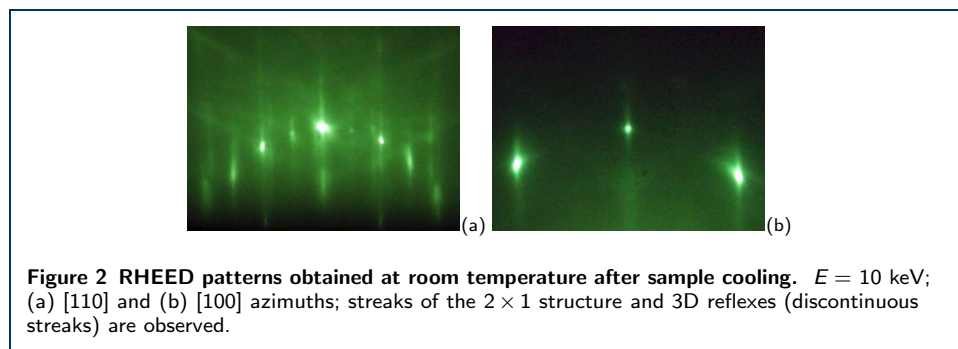 (a)
(b)
Figure 2 RHEED patterns obtained at room temperature after sample cooling. E = 10 keV;
(a) [110] and (b) [100] azimuths; streaks of the 2 × 1 structure and 3D reflexes (discontinuous
streaks) are observed.